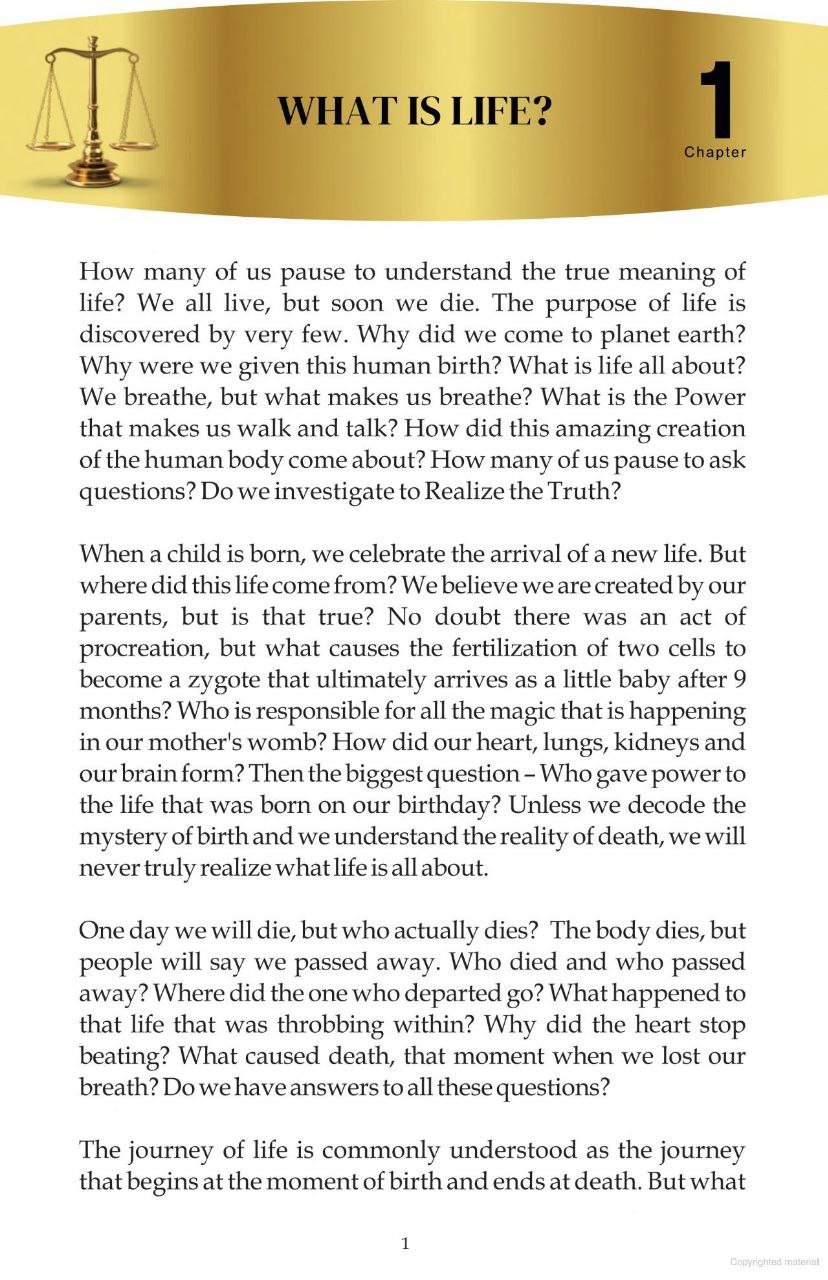 WHAT IS LIFE?
1
Chapter
How many of us pause to understand the true meaning of
life? We all live, but soon we die. The purpose of life is
discovered by very few. Why did we come to planet earth?
Why were we given this human birth? What is life all about?
We breathe, but what makes us breathe? What is the Power
that makes us walk and talk? How did this amazing creation
of the human body come about? How many of us pause to ask
questions? Do we investigate to Realize the Truth?
When a child is born, we celebrate the arrival of a new life. But
where did this life come from? We believe we are created by our
parents, but is that true? No doubt there was an act of
procreation, but what causes the fertilization of two cells to
become a zygote that ultimately arrives as a little baby after 9
months? Who is responsible for all the magic that is happening
in our mother's womb? How did our heart, lungs, kidneys and
our brain form? Then the biggest question – Who gave power to
the life that was born on our birthday? Unless we decode the
mystery of birth and we understand the reality of death, we will
never truly realize what life is all about.
One day we will die, but who actually dies? The body dies, but
people will say we passed away. Who died and who passed
away? Where did the one who departed go? What happened to
that life that was throbbing within? Why did the heart stop
beating? What caused death, that moment when we lost our
breath? Do we have answers to all these questions?
The journey of life is commonly understood as the journey
that begins at the moment of birth and ends at death. But what
1
Copyrighted material